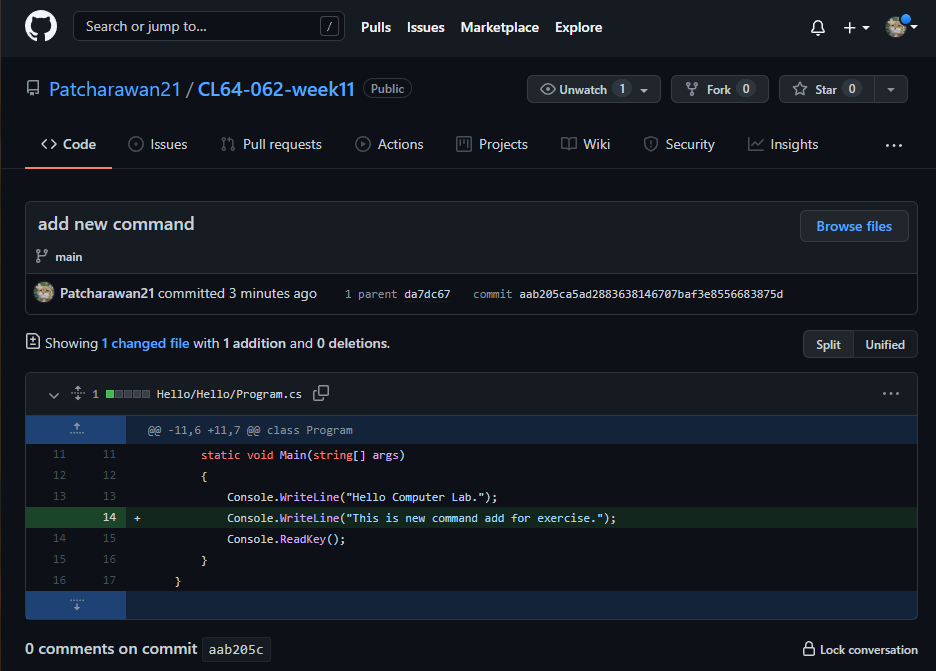 Search or jump to... /
Pulls Issues Marketplace Explore
Patcharawan21 / CL64-062-week11 Public
Unwatch 1 Fork 0 Star 0
Code Issues Pull requests Actions Projects Wiki Security Insights ...
add new command
Browse files
main
Patcharawan21 committed 3 minutes ago 1 parent da7dc67 commit aab205ca5ad2883638146707baf3e8556683875d
Showing 1 changed file with 1 addition and 0 deletions.
Split Unified
1 Hello/Hello/Program.cs ...
@@ -11,6 +11,7 @@ class Program
11 11 static void Main(string[] args)
12 12 {
13 13 Console.WriteLine("Hello Computer Lab.");
14 + Console.WriteLine("This is new command add for exercise.");
14 15 Console.ReadKey();
15 16 }
16 17 }
0 comments on commit aab205c
Lock conversation